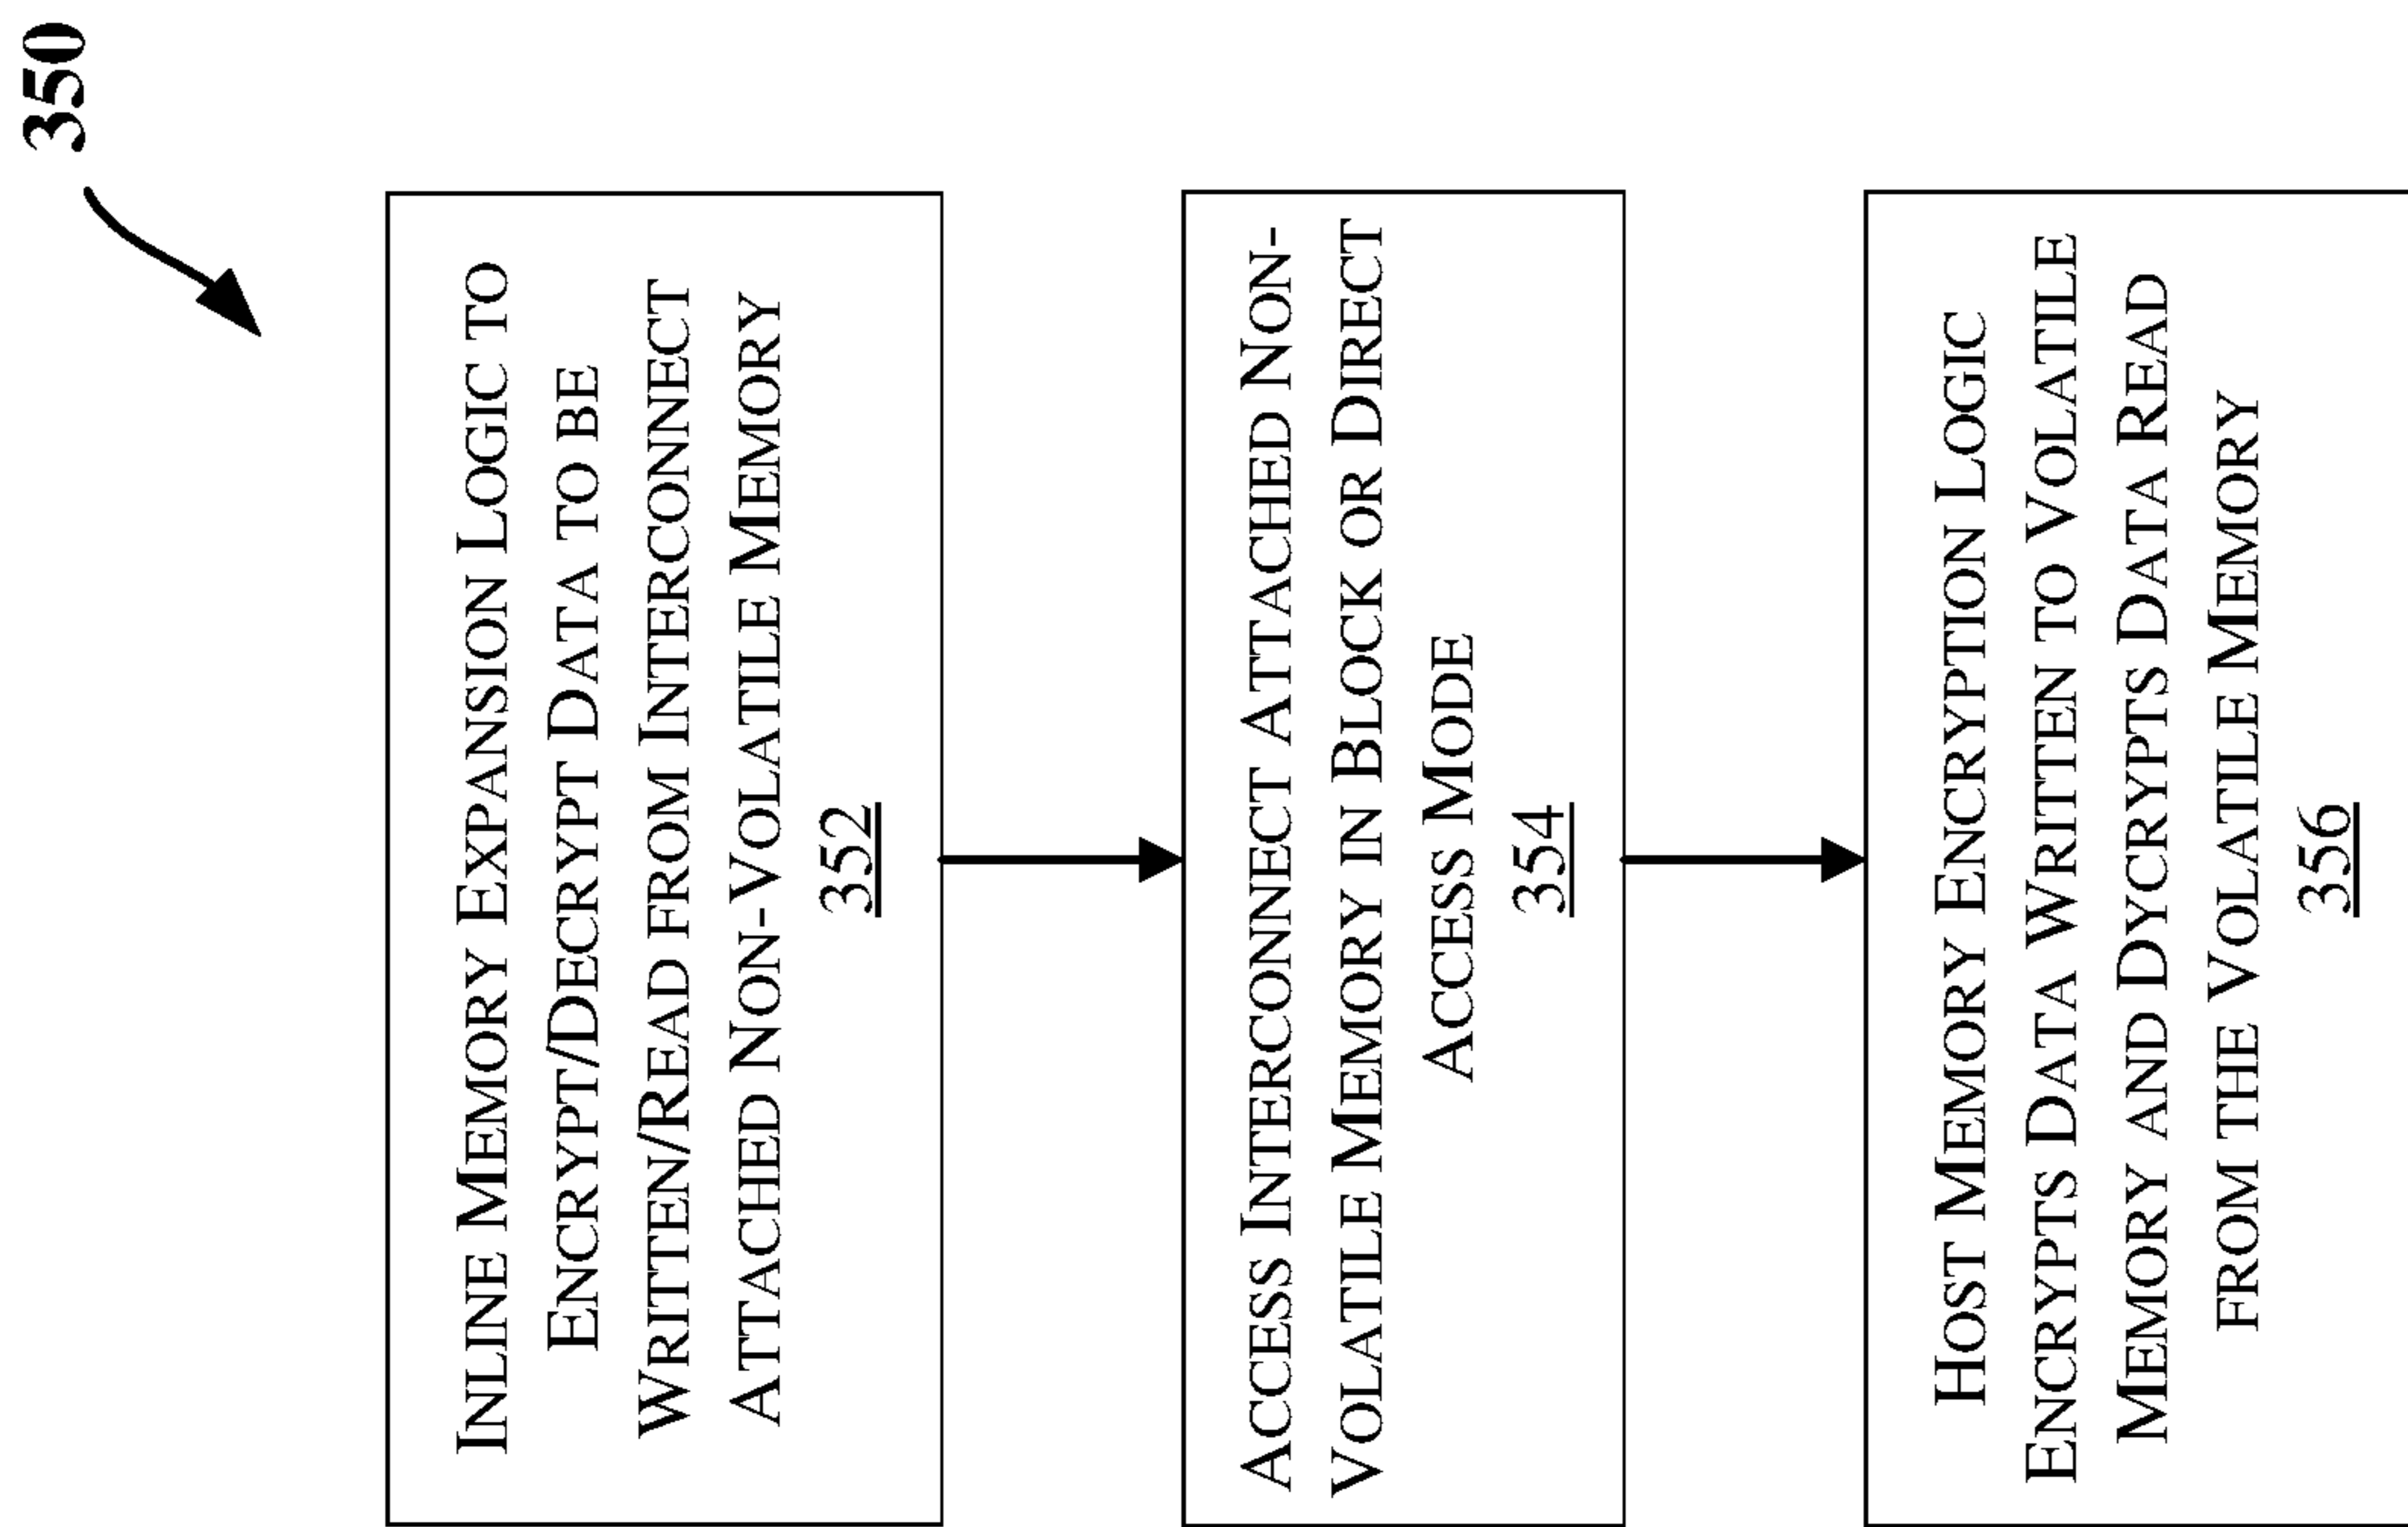 350
INLINE MEMORY EXPANSION LOGIC TO
ENCRYPT/DECRYPT DATA TO BE
WRITTEN/READ FROM INTERCONNECT
ATTACHED NON-VOLATILE MEMORY
352
ACCESS INTERCONNECT ATTACHED NON-
VOLATILE MEMORY IN BLOCK OR DIRECT
ACCESS MODE
354
HOST MEMORY ENCRYPTION LOGIC
ENCRYPTS DATA WRITTEN TO VOLATILE
MEMORY AND DYCRYPTS DATA READ
FROM THE VOLATILE MEMORY
356